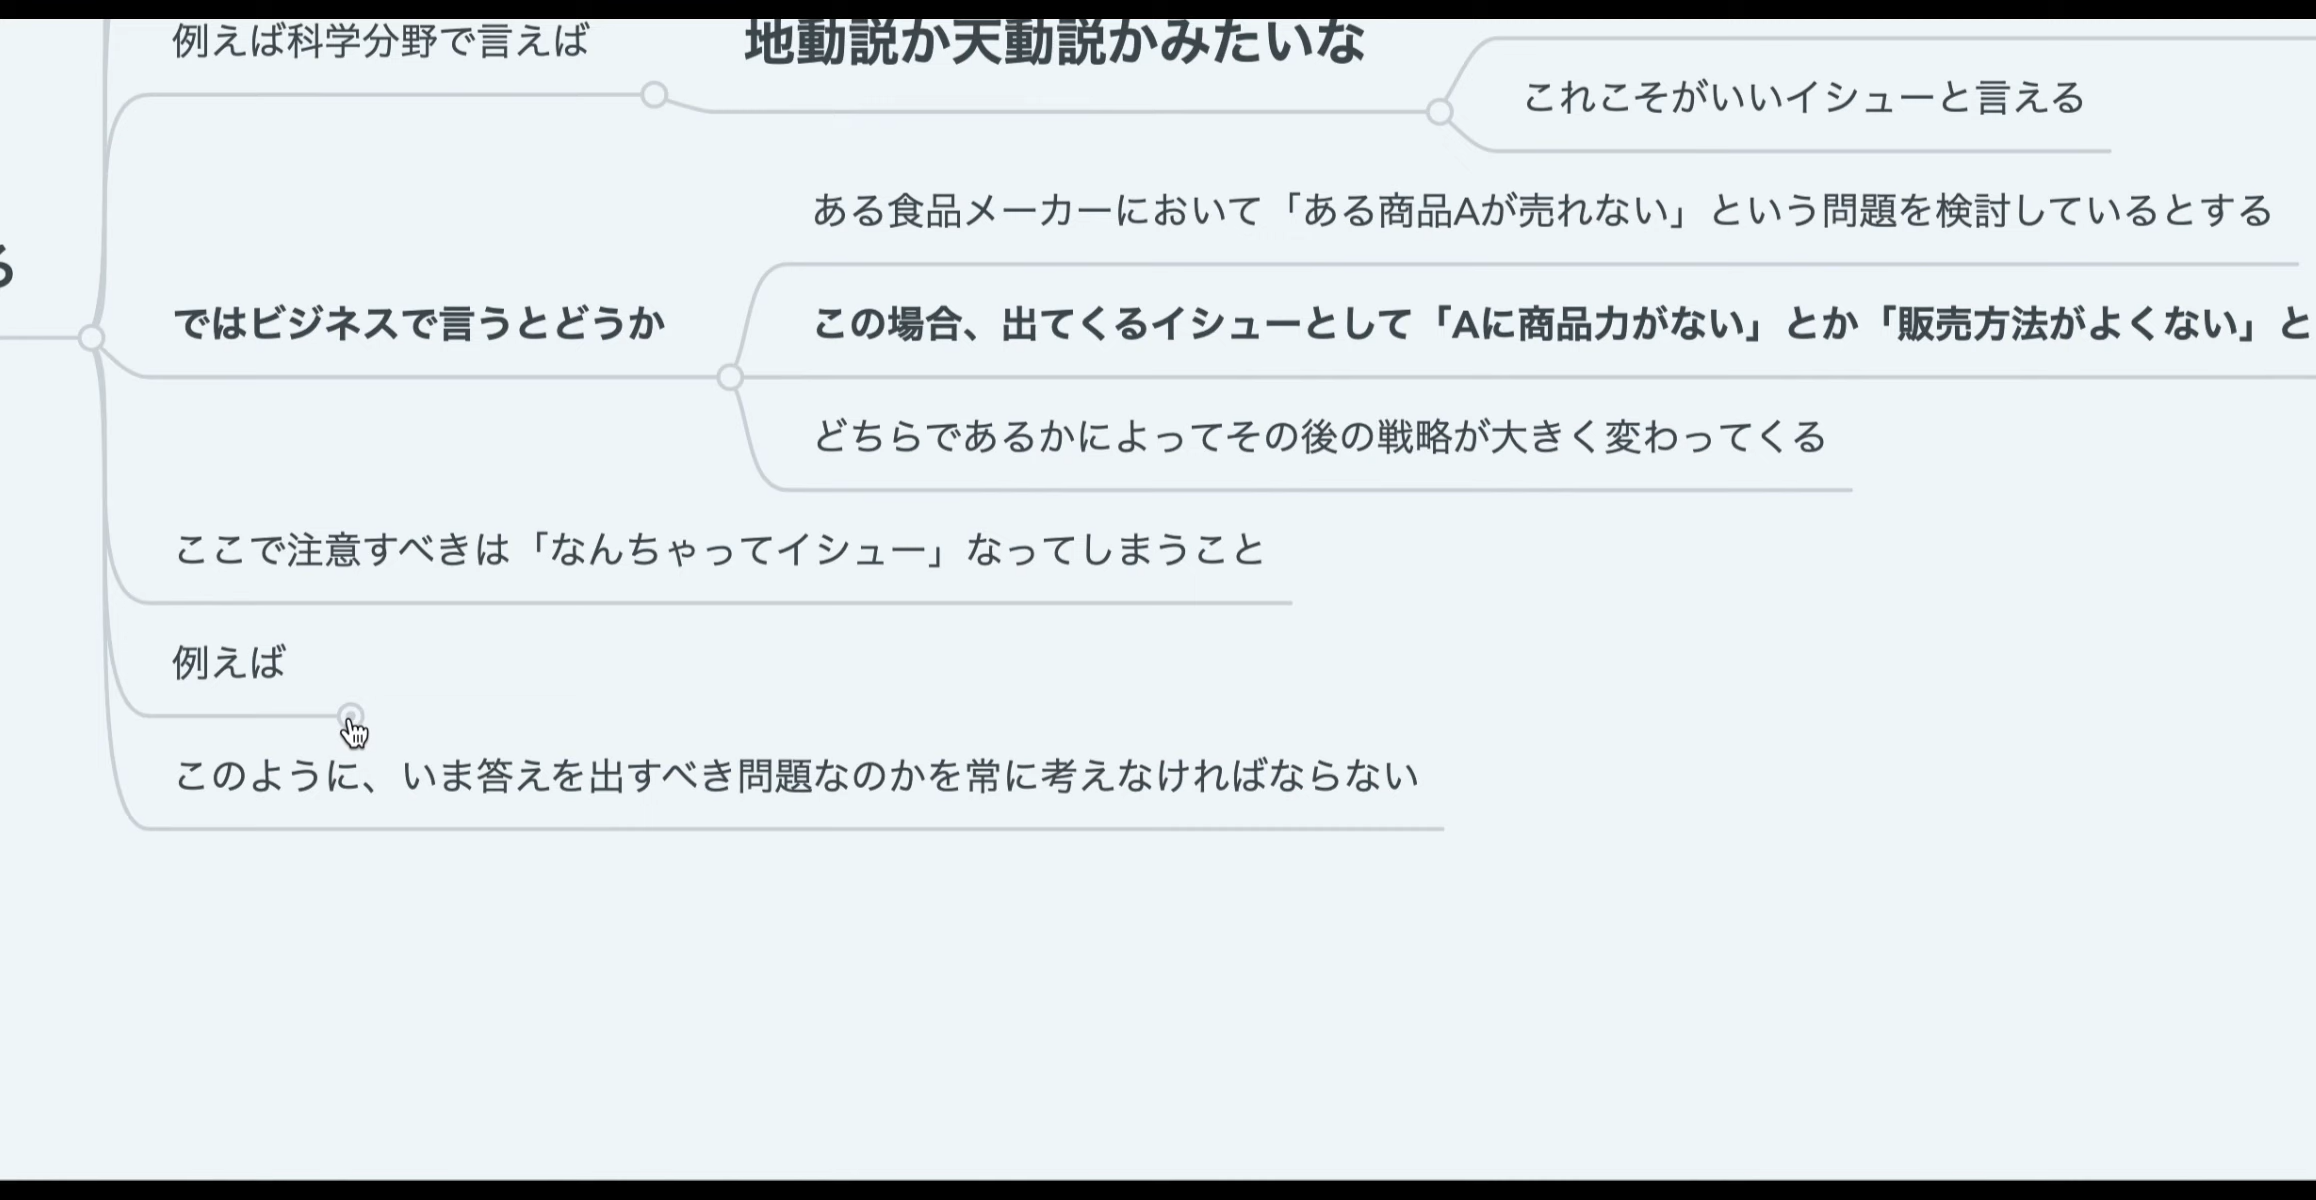 例えば科学分野で言えば
地動説か天動説かみたいな
これこそがいいイシューと言える
ある食品メーカーにおいて「ある商品Aが売れない」という問題を検討しているとする
ではビジネスで言うとどうか
この場合、出てくるイシューとして「Aに商品力がない」とか「販売方法がよくない」と
どちらであるかによってその後の戦略が大きく変わってくる
ここで注意すべきは「なんちゃってイシュー」なってしまうこと
例えば
このように、いま答えを出すべき問題なのかを常に考えなければならない